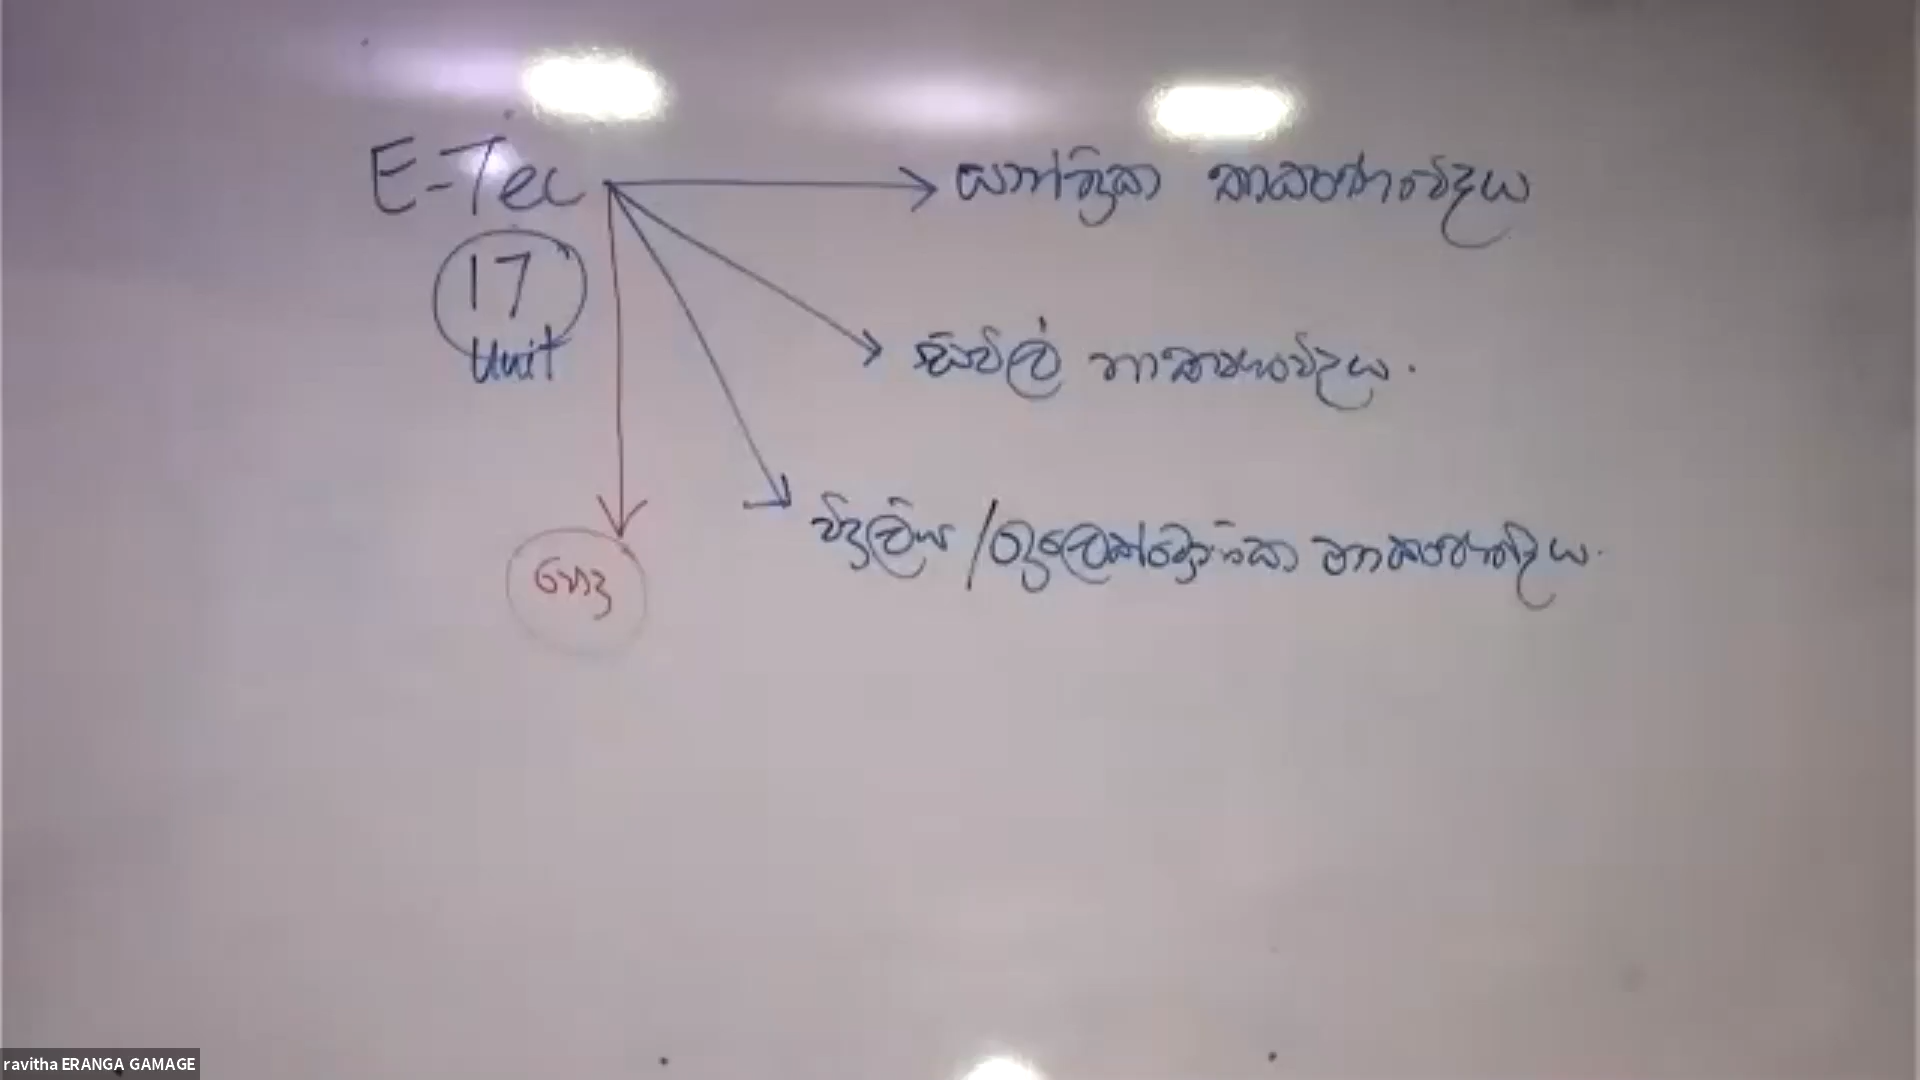 E-Tec
යාන්ත්‍රික තාක්ෂණවේදය
17
Unit
සිවිල් තාක්ෂණවේදය.
විදුලිය / ඉලෙක්ට්‍රොනික තාක්ෂණවේදය.
පොදු
ravitha ERANGA GAMAGE